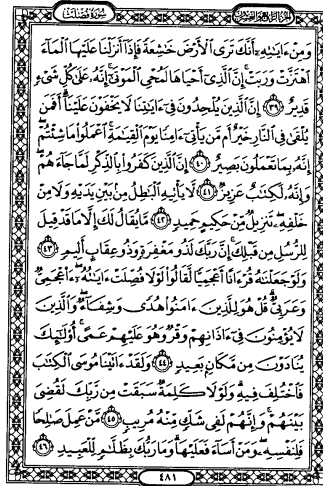 الجزء الرابع والعشرون
سورة فصلت
وَمِنْ ءَايَـٰتِهِۦٓ أَنَّكَ تَرَى ٱلْأَرْضَ خَـٰشِعَةً فَإِذَآ أَنزَلْنَا عَلَيْهَا ٱلْمَآءَ
ٱهْتَزَّتْ وَرَبَتْ ۚ إِنَّ ٱلَّذِىٓ أَحْيَاهَا لَمُحْىِ ٱلْمَوْتَىٰٓ ۚ إِنَّهُۥ عَلَىٰ كُلِّ شَىْءٍ
قَدِيرٌ ٣٩ إِنَّ ٱلَّذِينَ يُلْحِدُونَ فِىٓ ءَايَـٰتِنَا لَا يَخْفَوْنَ عَلَيْنَآ ۗ أَفَمَن
يُلْقَىٰ فِى ٱلنَّارِ خَيْرٌ أَم مَّن يَأْتِىٓ ءَامِنًا يَوْمَ ٱلْقِيَـٰمَةِ ۚ ٱعْمَلُوا۟ مَا شِئْتُمْ ۖ
إِنَّهُۥ بِمَا تَعْمَلُونَ بَصِيرٌ ٤٠ إِنَّ ٱلَّذِينَ كَفَرُوا۟ بِٱلذِّكْرِ لَمَّا جَآءَهُمْ ۖ
وَإِنَّهُۥ لَكِتَـٰبٌ عَزِيزٌ ٤١ لَّا يَأْتِيهِ ٱلْبَـٰطِلُ مِنۢ بَيْنِ يَدَيْهِ وَلَا مِنْ
خَلْفِهِۦ ۖ تَنزِيلٌ مِّنْ حَكِيمٍ حَمِيدٍ ٤٢ مَّا يُقَالُ لَكَ إِلَّا مَا قَدْ قِيلَ
لِلرُّسُلِ مِن قَبْلِكَ ۚ إِنَّ رَبَّكَ لَذُو مَغْفِرَةٍ وَذُو عِقَابٍ أَلِيمٍ ٤٣
وَلَوْ جَعَلْنَـٰهُ قُرْءَانًا أَعْجَمِيًّا لَّقَالُوا۟ لَوْلَا فُصِّلَتْ ءَايَـٰتُهُۥٓ ۖ ءَا۬عْجَمِىٌّ
وَعَرَبِىٌّ ۗ قُلْ هُوَ لِلَّذِينَ ءَامَنُوا۟ هُدًى وَشِفَآءٌ ۖ وَٱلَّذِينَ
لَا يُؤْمِنُونَ فِىٓ ءَاذَانِهِمْ وَقْرٌ وَهُوَ عَلَيْهِمْ عَمًى ۚ أُو۟لَـٰٓئِكَ
يُنَادَوْنَ مِن مَّكَانٍۭ بَعِيدٍ ٤٤ وَلَقَدْ ءَاتَيْنَا مُوسَى ٱلْكِتَـٰبَ
فَٱخْتُلِفَ فِيهِ ۗ وَلَوْلَا كَلِمَةٌ سَبَقَتْ مِن رَّبِّكَ لَقُضِىَ
بَيْنَهُمْ ۚ وَإِنَّهُمْ لَفِى شَكٍّ مِّنْهُ مُرِيبٍ ٤٥ مَّنْ عَمِلَ صَـٰلِحًا
فَلِنَفْسِهِۦ ۖ وَمَنْ أَسَآءَ فَعَلَيْهَا ۗ وَمَا رَبُّكَ بِظَلَّـٰمٍ لِّلْعَبِيدِ ٤٦
٤٨١